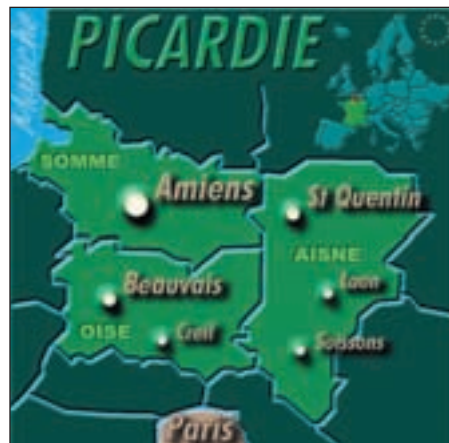 PICARDIE
Manche
SOMME
Amiens
St Quentin
AISNE
Beauvais
Laon
OISE
Creil
Soissons
Paris